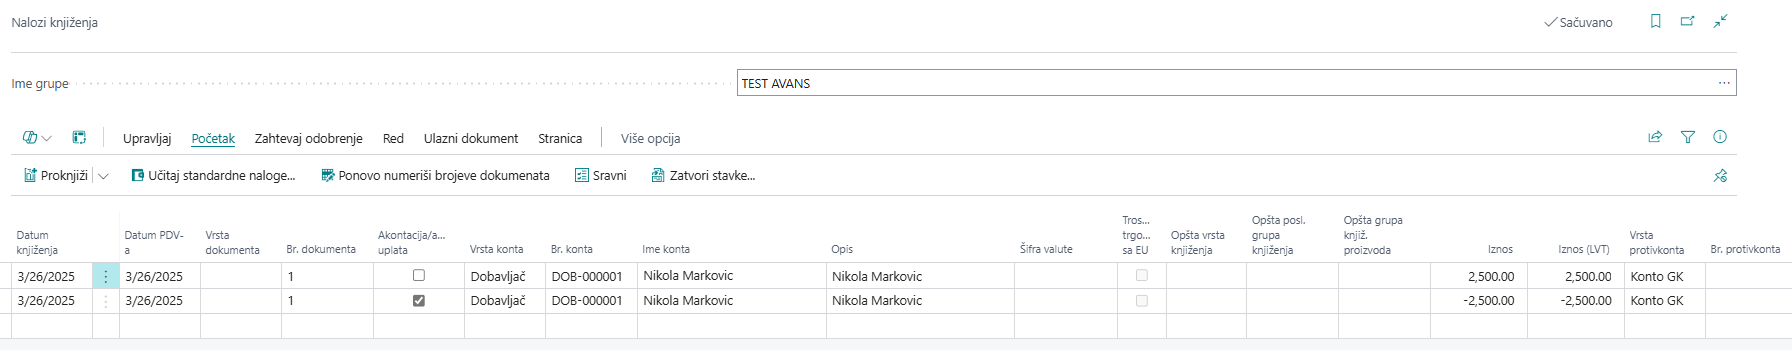 Nalozi knjiženja
Sačuvano
Ime grupe
TEST AVANS
Upravljaj Početak Zahtevaj odobrenje Red Ulazni dokument Stranica Više opcija
Proknjiži Učitaj standardne naloge... Ponovo numeriši brojeve dokumenata Sravni Zatvori stavke...
Datum knjiženja
Datum PDV-a
Vrsta dokumenta
Br. dokumenta
Akontacija/a... uplata
Vrsta konta
Br. konta
Ime konta
Opis
Šifra valute
Tros... trgo... sa EU
Opšta vrsta knjiženja
Opšta posl. grupa knjiženja
Opšta grupa knjiž. proizvoda
Iznos
Iznos (LVT)
Vrsta protivkonta
Br. protivkonta
3/26/2025 3/26/2025 1 Dobavljač DOB-000001 Nikola Markovic Nikola Markovic 2,500.00 2,500.00 Konto GK
3/26/2025 3/26/2025 1 Dobavljač DOB-000001 Nikola Markovic Nikola Markovic -2,500.00 -2,500.00 Konto GK